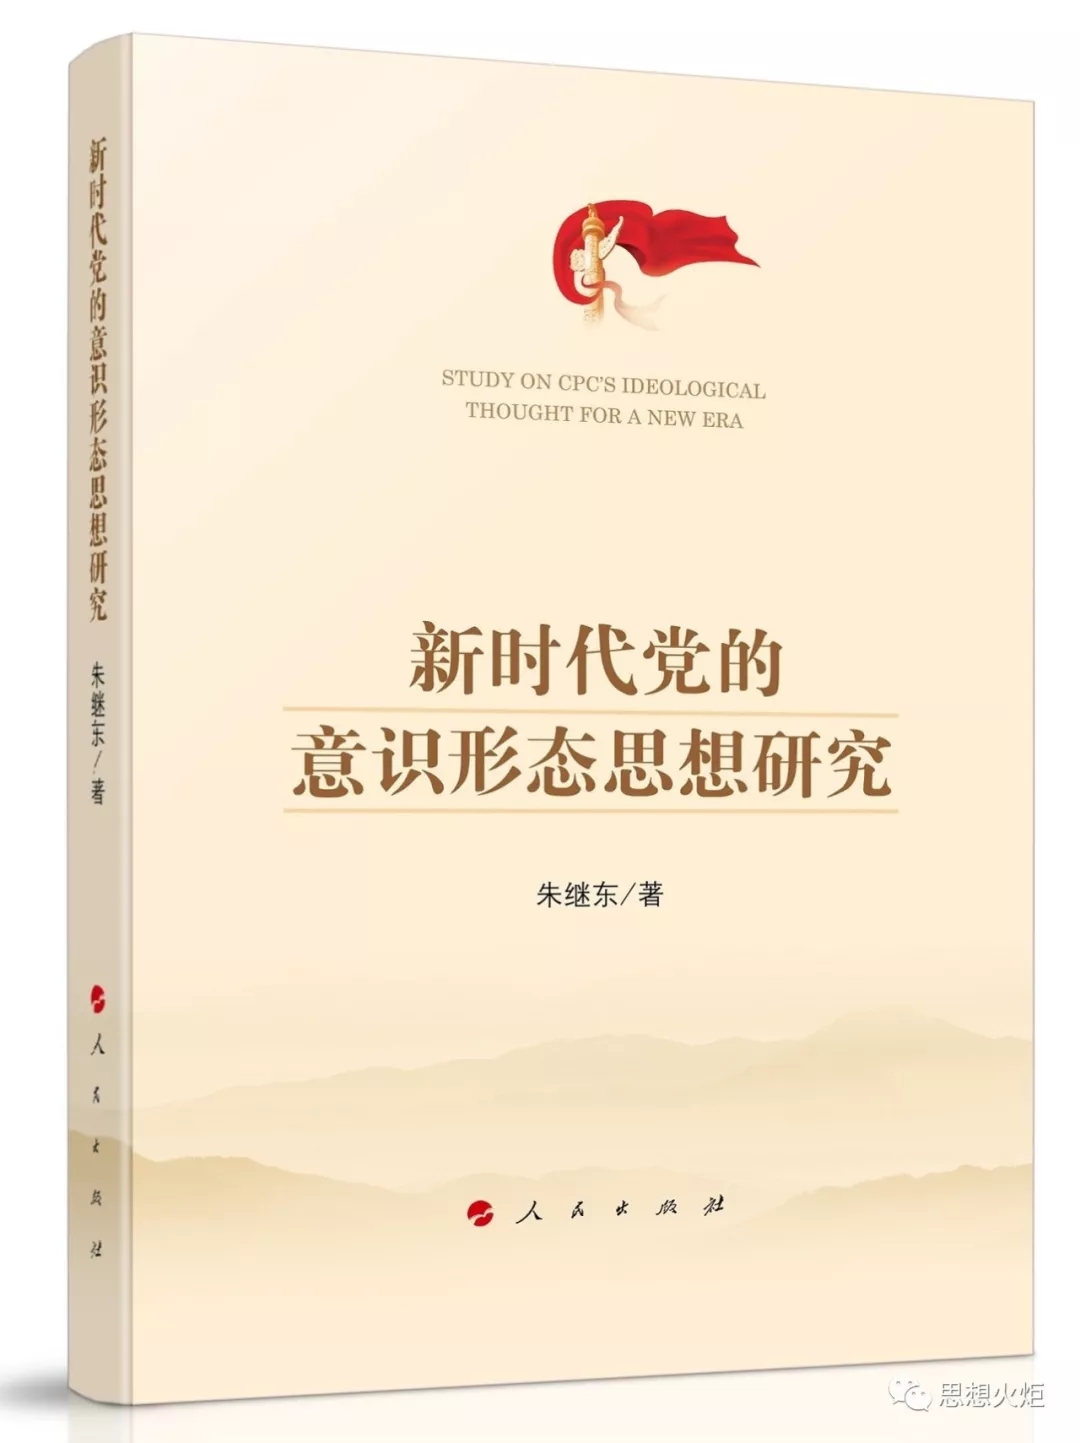 新时代党的意识形态思想研究
朱继东/著
人民出版社
STUDY ON CPC'S IDEOLOGICAL
THOUGHT FOR A NEW ERA
新时代党的
意识形态思想研究
朱继东/著
人民出版社
思想火炬